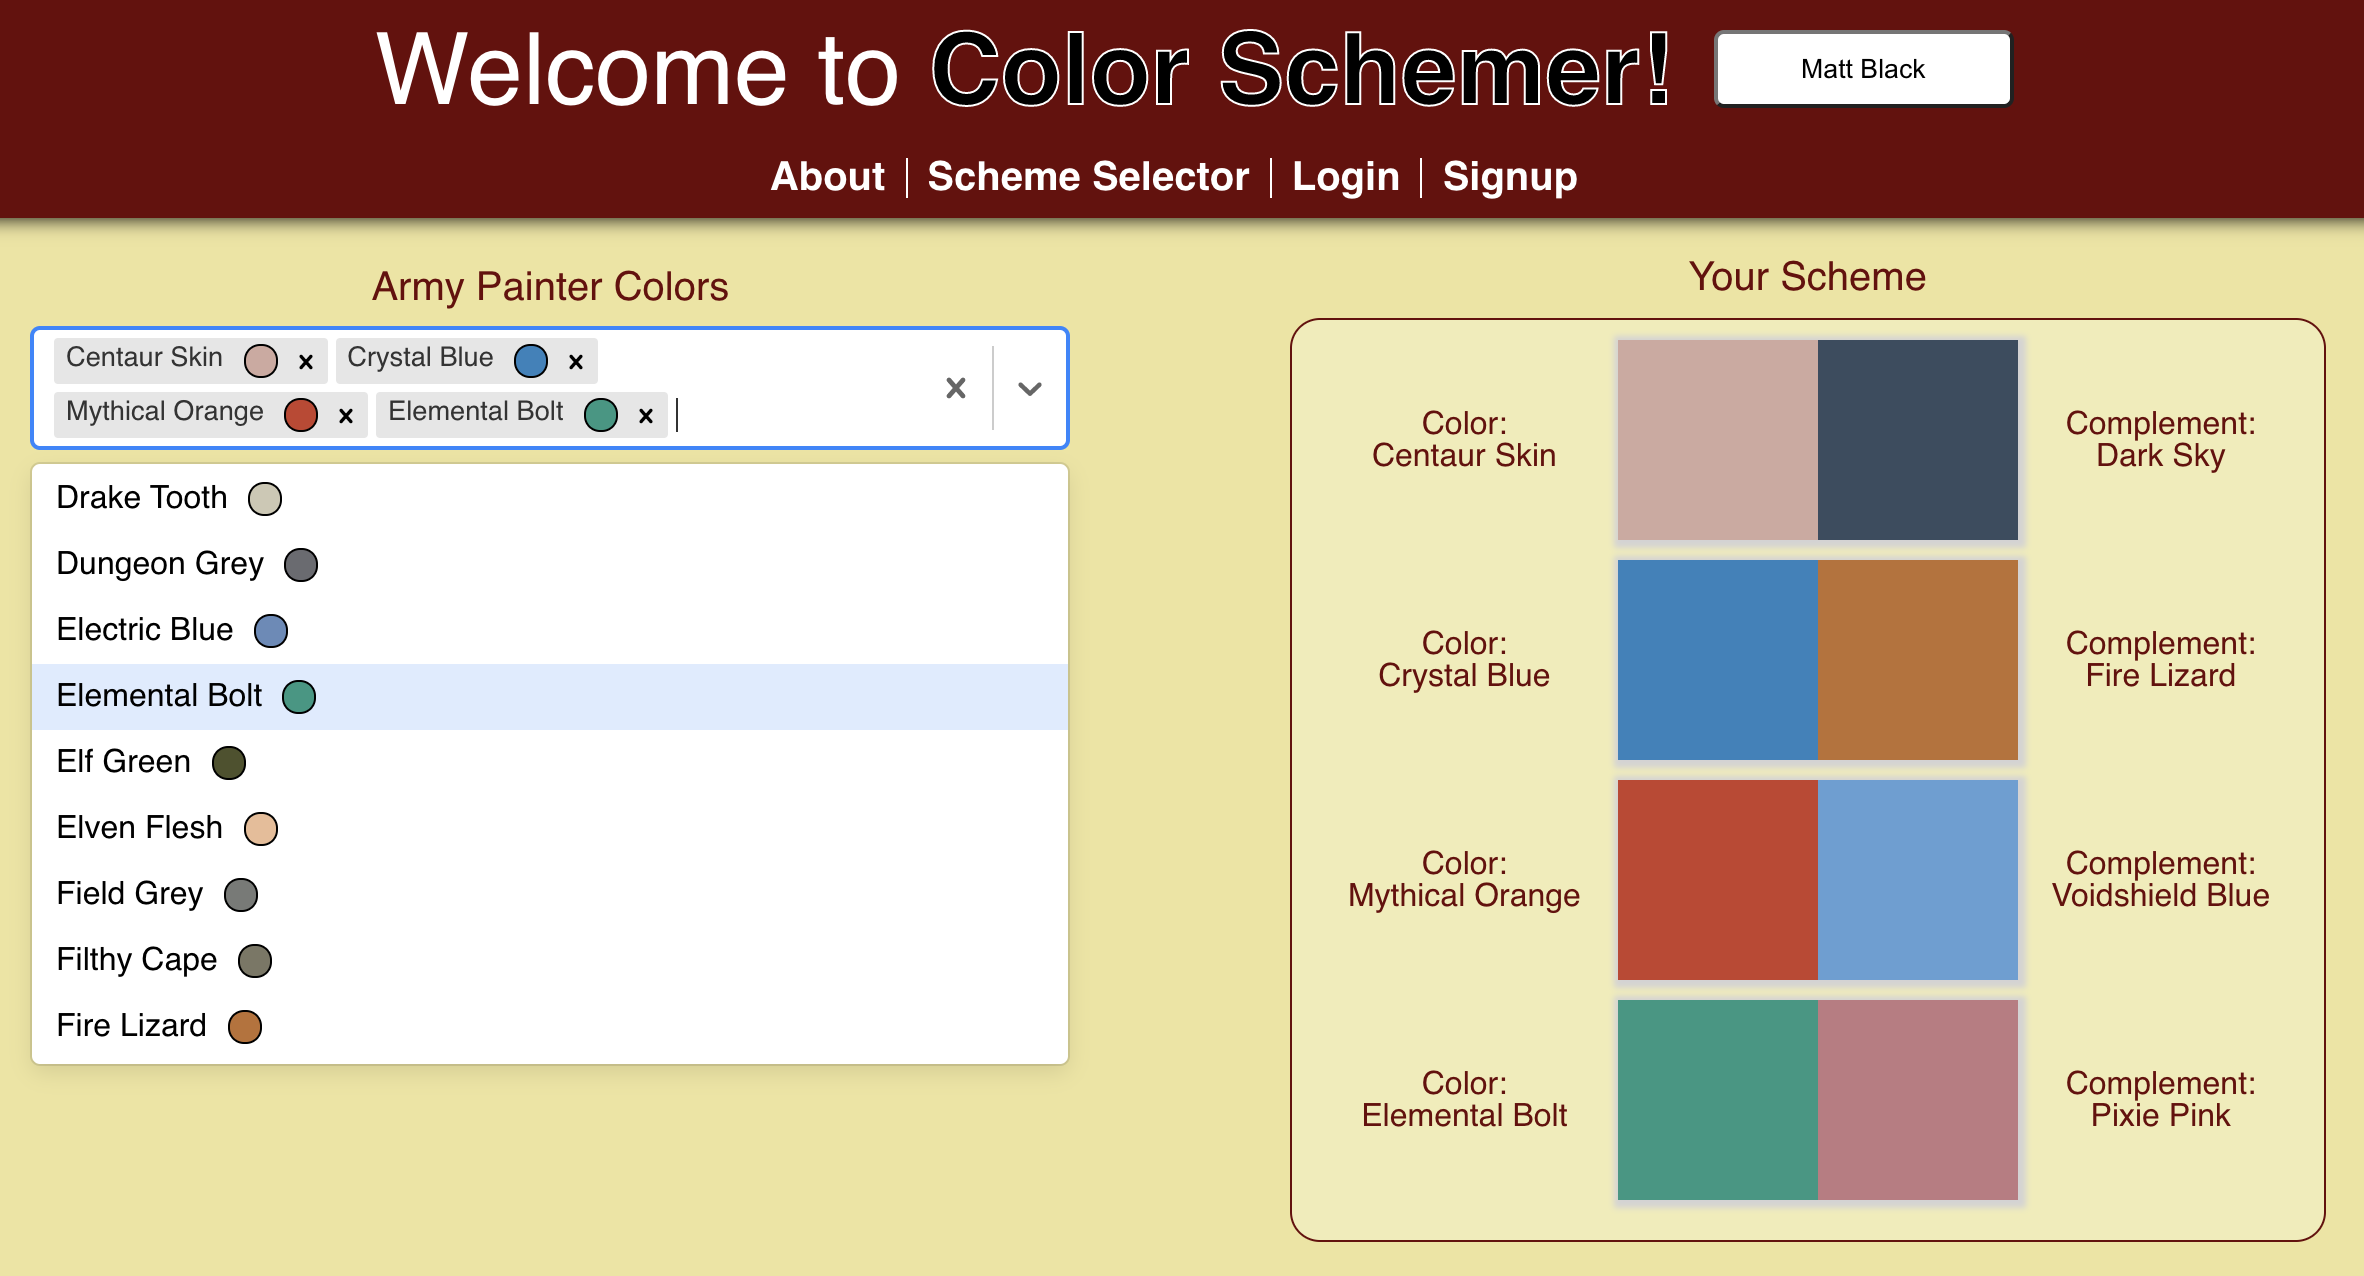 Welcome to Color Schemer!
Matt Black
About | Scheme Selector | Login | Signup
Army Painter Colors
Centaur Skin x Crystal Blue x
Mythical Orange x Elemental Bolt x
Drake Tooth
Dungeon Grey
Electric Blue
Elemental Bolt
Elf Green
Elven Flesh
Field Grey
Filthy Cape
Fire Lizard
Your Scheme
Color:
Centaur Skin
Complement:
Dark Sky
Color:
Crystal Blue
Complement:
Fire Lizard
Color:
Mythical Orange
Complement:
Voidshield Blue
Color:
Elemental Bolt
Complement:
Pixie Pink